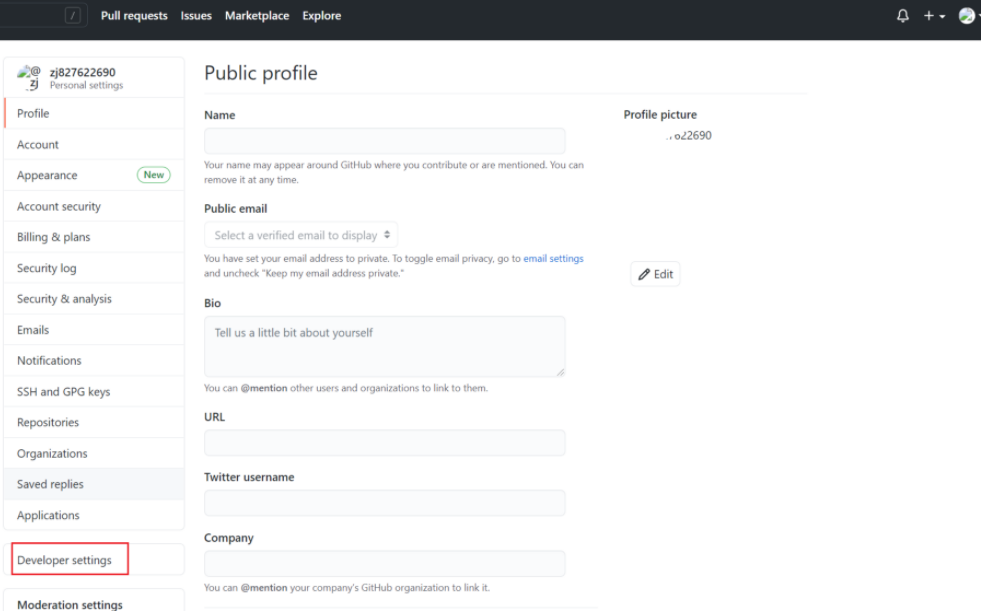 / Pull requests Issues Marketplace Explore
@
zj
zj827622690
Personal settings
Profile
Account
Appearance New
Account security
Billing & plans
Security log
Security & analysis
Emails
Notifications
SSH and GPG keys
Repositories
Organizations
Saved replies
Applications
Developer settings
Moderation settings
Public profile
Name
Your name may appear around GitHub where you contribute or are mentioned. You can
remove it at any time.
Public email
Select a verified email to display
You have set your email address to private. To toggle email privacy, go to email settings
and uncheck "Keep my email address private."
Bio
Tell us a little bit about yourself
You can @mention other users and organizations to link to them.
URL
Twitter username
Company
You can @mention your company's GitHub organization to link it.
Profile picture
Edit